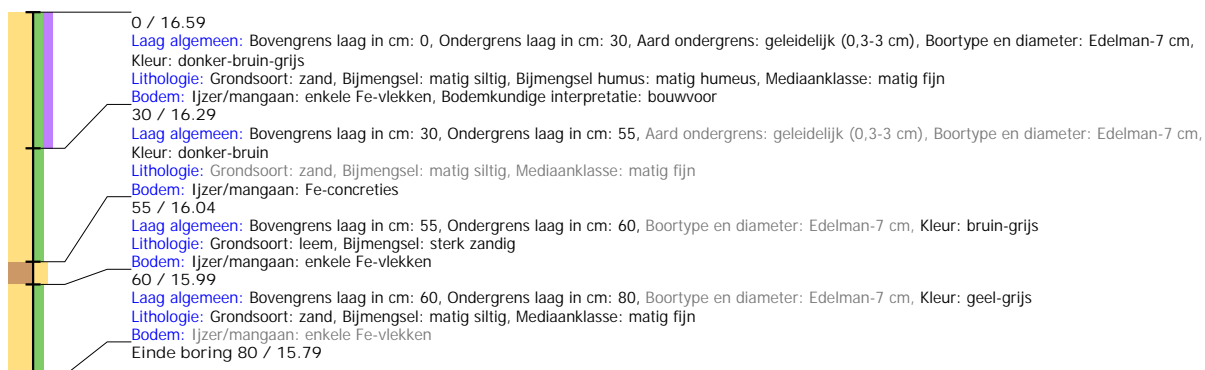 0 / 16.59
Laag algemeen: Bovengrens laag in cm: 0, Ondergrens laag in cm: 30, Aard ondergrens: geleidelijk (0,3-3 cm), Boortype en diameter: Edelman-7 cm,
Kleur: donker-bruin-grijs
Lithologie: Grondsoort: zand, Bijmengsel: matig siltig, Bijmengsel humus: matig humeus, Mediaanklasse: matig fijn
Bodem: Ijzer/mangaan: enkele Fe-vlekken, Bodemkundige interpretatie: bouwvoor
30 / 16.29
Laag algemeen: Bovengrens laag in cm: 30, Ondergrens laag in cm: 55, Aard ondergrens: geleidelijk (0,3-3 cm), Boortype en diameter: Edelman-7 cm,
Kleur: donker-bruin
Lithologie: Grondsoort: zand, Bijmengsel: matig siltig, Mediaanklasse: matig fijn
Bodem: Ijzer/mangaan: Fe-concreties
55 / 16.04
Laag algemeen: Bovengrens laag in cm: 55, Ondergrens laag in cm: 60, Boortype en diameter: Edelman-7 cm, Kleur: bruin-grijs
Lithologie: Grondsoort: leem, Bijmengsel: sterk zandig
Bodem: Ijzer/mangaan: enkele Fe-vlekken
60 / 15.99
Laag algemeen: Bovengrens laag in cm: 60, Ondergrens laag in cm: 80, Boortype en diameter: Edelman-7 cm, Kleur: geel-grijs
Lithologie: Grondsoort: zand, Bijmengsel: matig siltig, Mediaanklasse: matig fijn
Bodem: Ijzer/mangaan: enkele Fe-vlekken
Einde boring 80 / 15.79